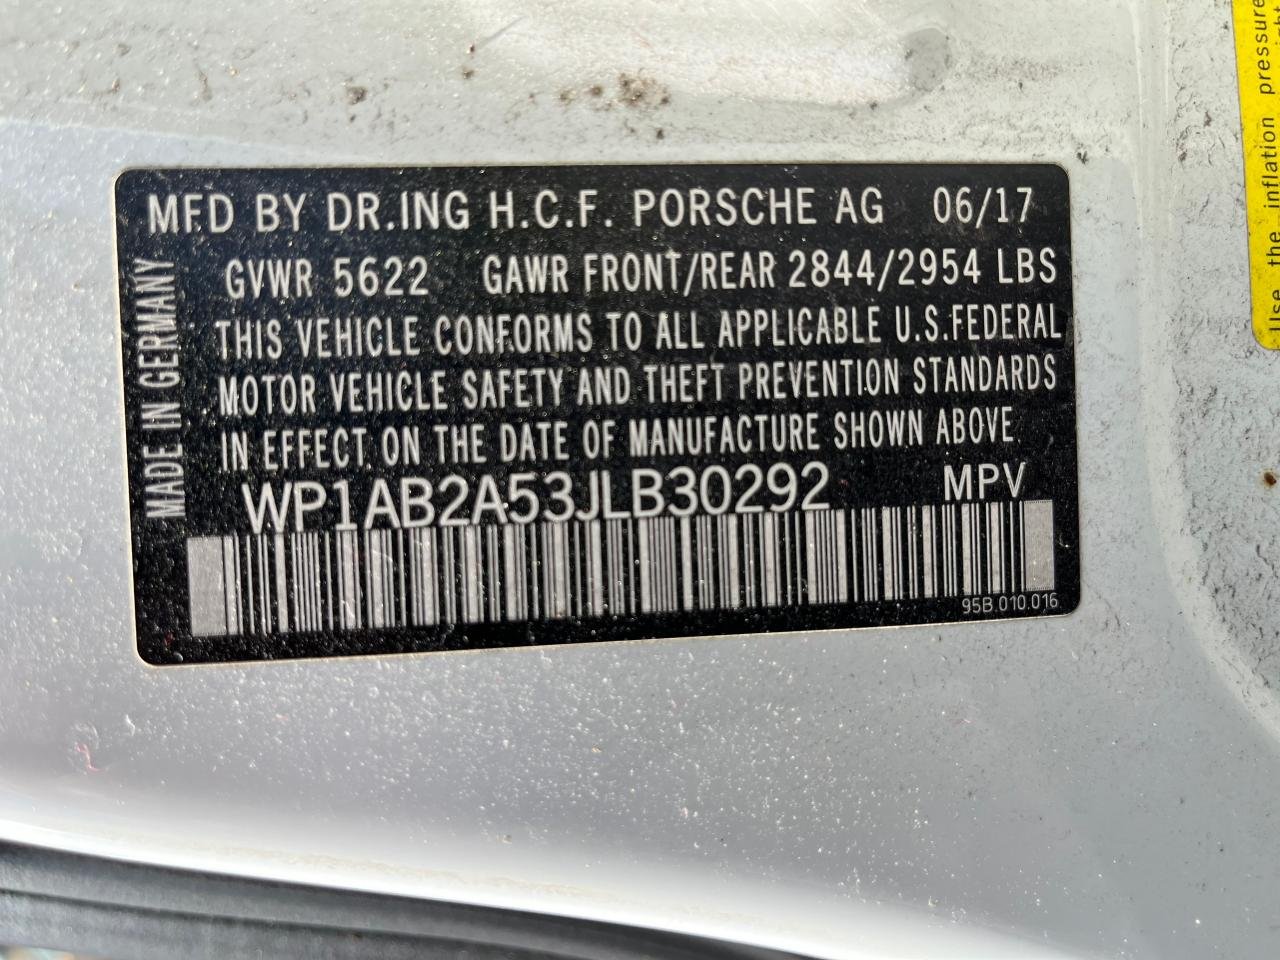 MFD BY DR.ING H.C.F. PORSCHE AG 06/17
GVWR 5622 GAWR FRONT/REAR 2844/2954 LBS
THIS VEHICLE CONFORMS TO ALL APPLICABLE U.S.FEDERAL
MOTOR VEHICLE SAFETY AND THEFT PREVENTION STANDARDS
IN EFFECT ON THE DATE OF MANUFACTURE SHOWN ABOVE
WP1AB2A53JLB30292 MPV
95B.010.016
MADE IN GERMANY
Use the inflation pressure